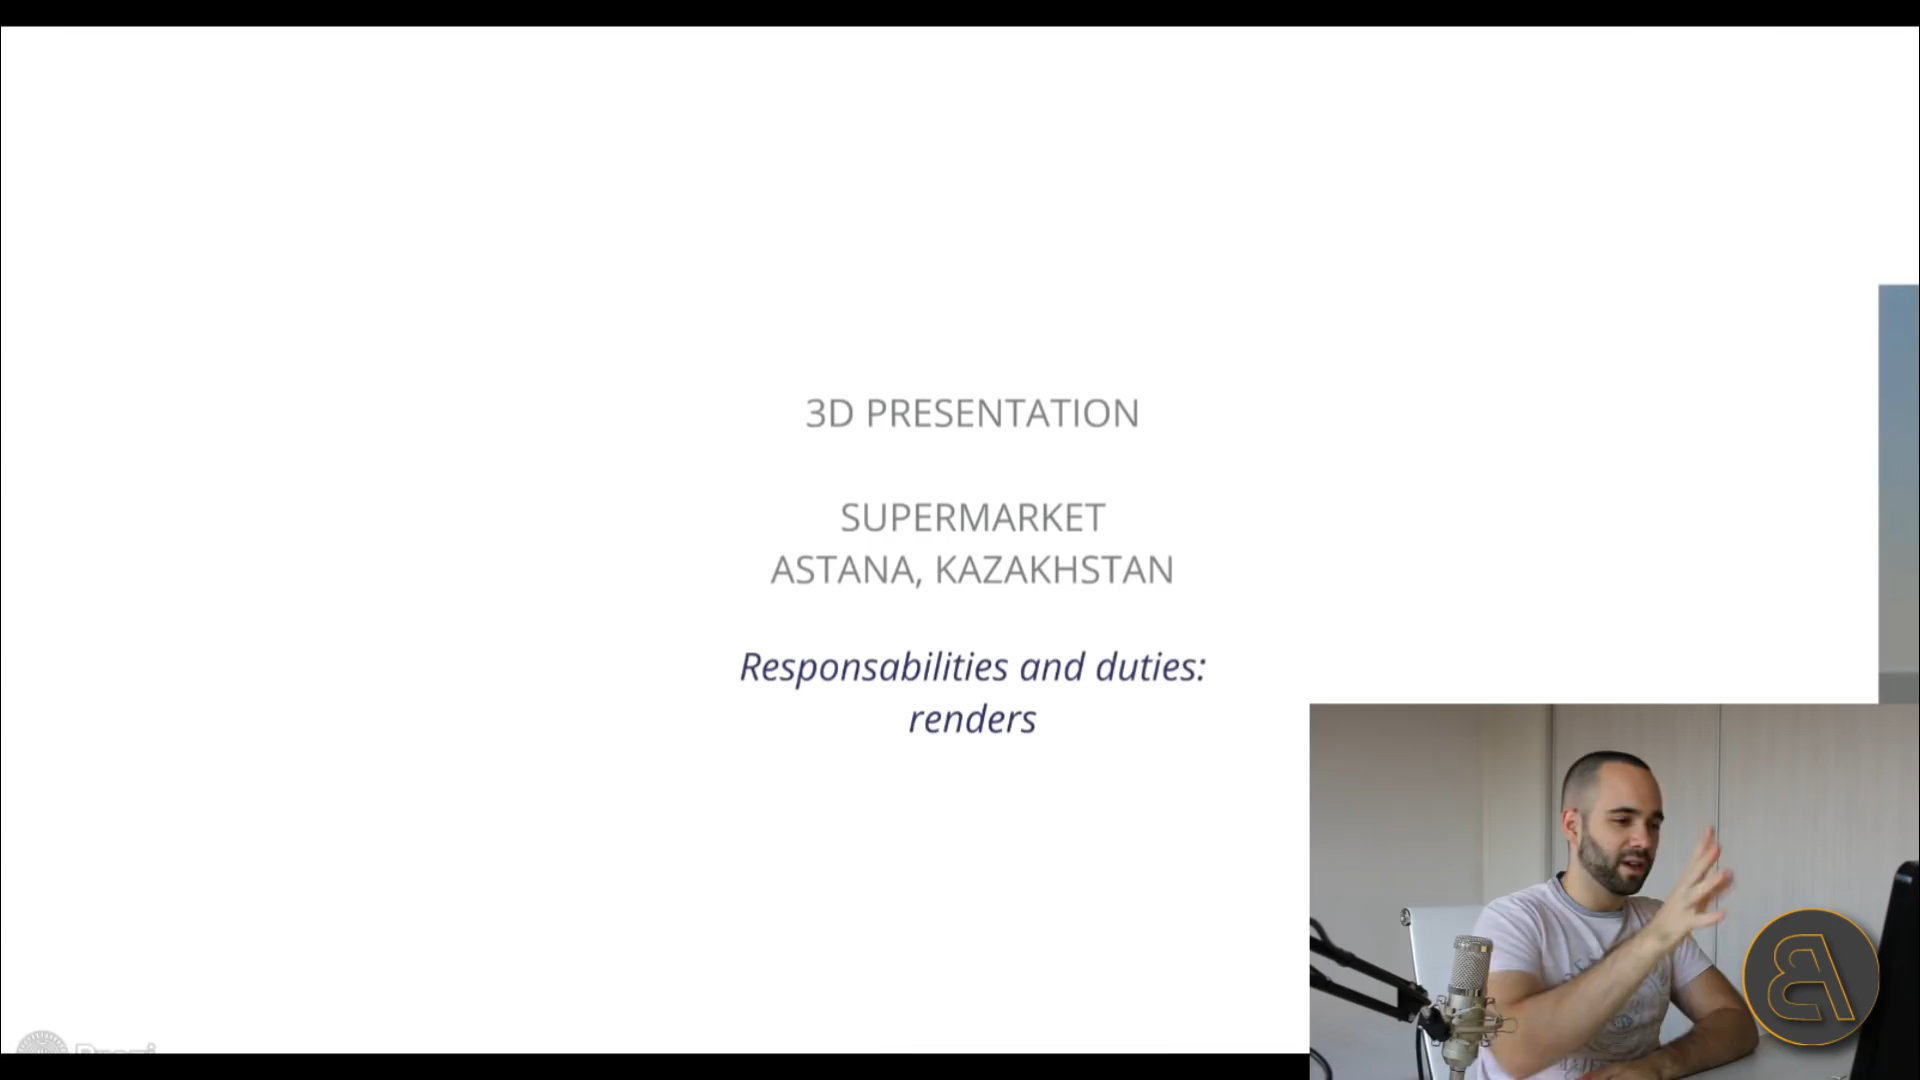 3D PRESENTATION
SUPERMARKET
ASTANA, KAZAKHSTAN
Responsabilities and duties:
renders